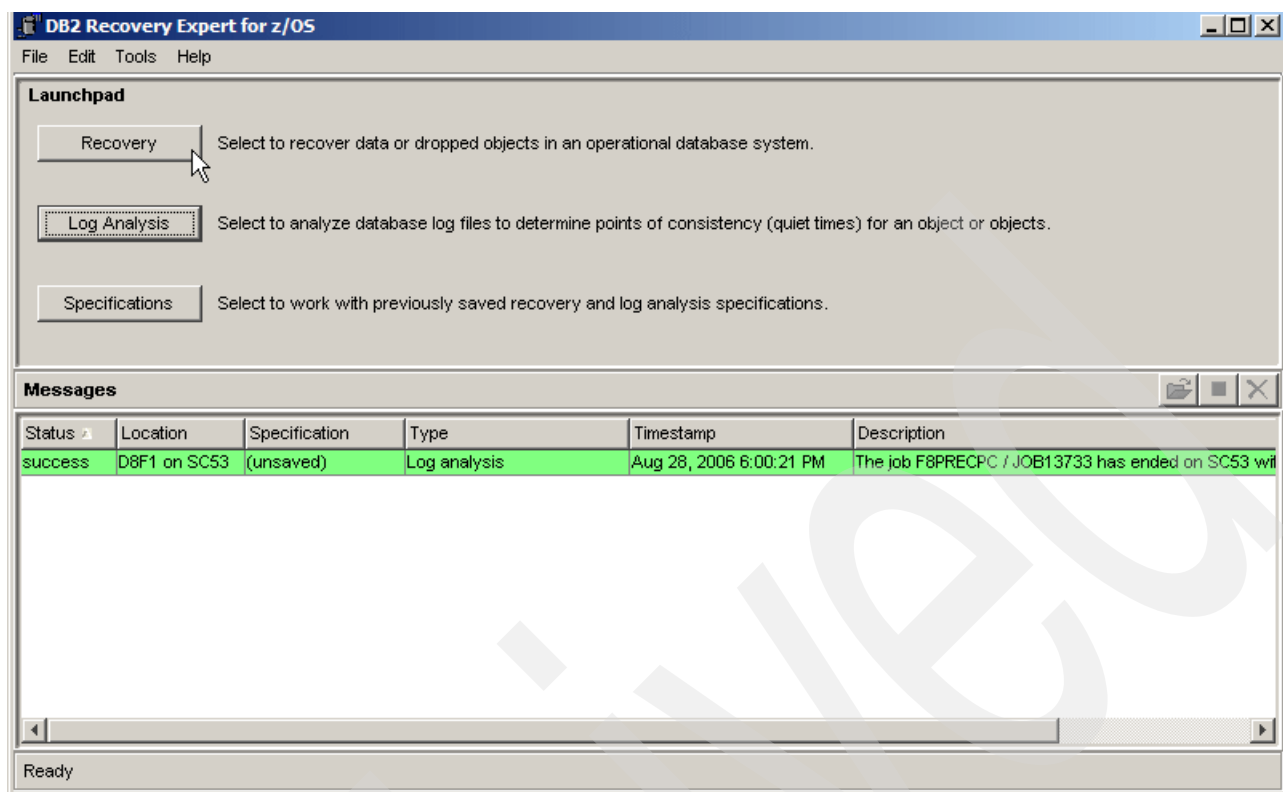 DB2 Recovery Expert for z/OS
File Edit Tools Help
Launchpad
Recovery Select to recover data or dropped objects in an operational database system.
Log Analysis Select to analyze database log files to determine points of consistency (quiet times) for an object or objects.
Specifications Select to work with previously saved recovery and log analysis specifications.
Messages
Status Location Specification Type Timestamp Description
success D8F1 on SC53 (unsaved) Log analysis Aug 28, 2006 6:00:21 PM The job F8PRECPC / JOB13733 has ended on SC53
Ready